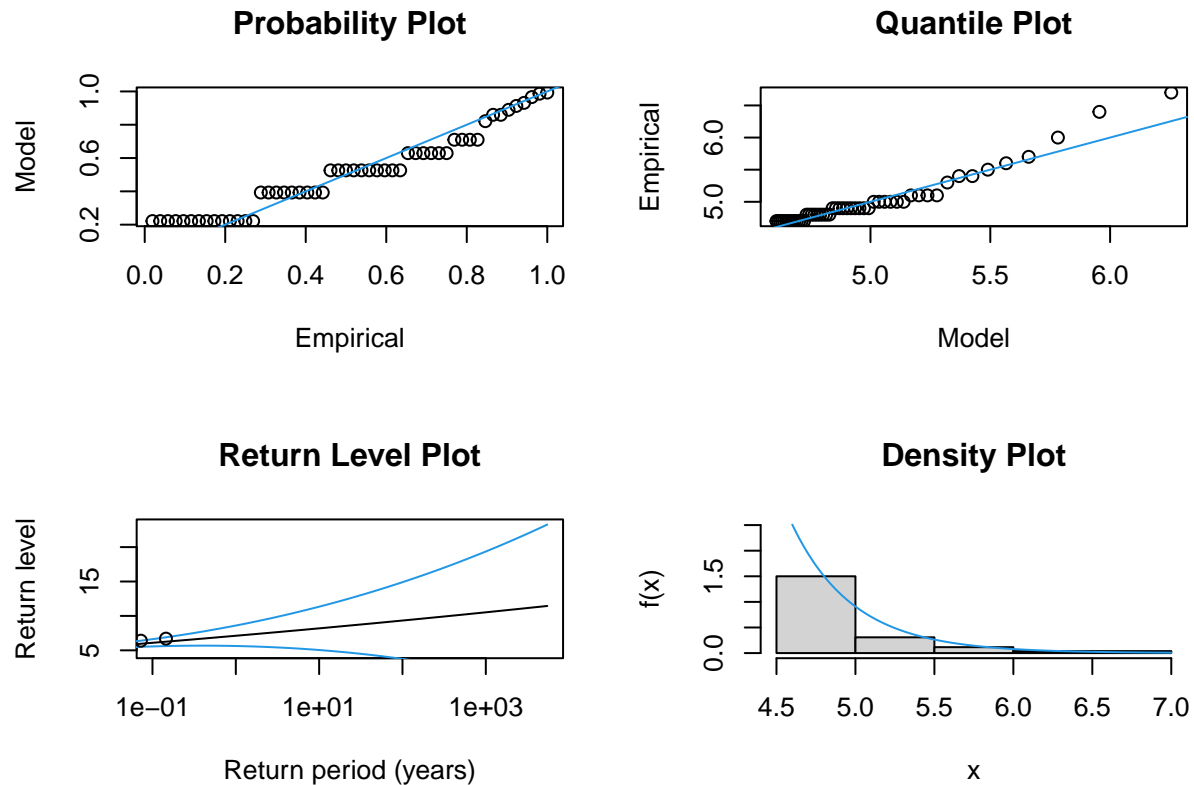 Probability Plot
Model
0.2 0.6 1.0
0.0 0.2 0.4 0.6 0.8 1.0
Empirical
Quantile Plot
Empirical
5.0 6.0
5.0 5.5 6.0
Model
Return Level Plot
Return level
5 15
1e−01 1e+01 1e+03
Return period (years)
Density Plot
f(x)
0.0 1.5
4.5 5.0 5.5 6.0 6.5 7.0
x